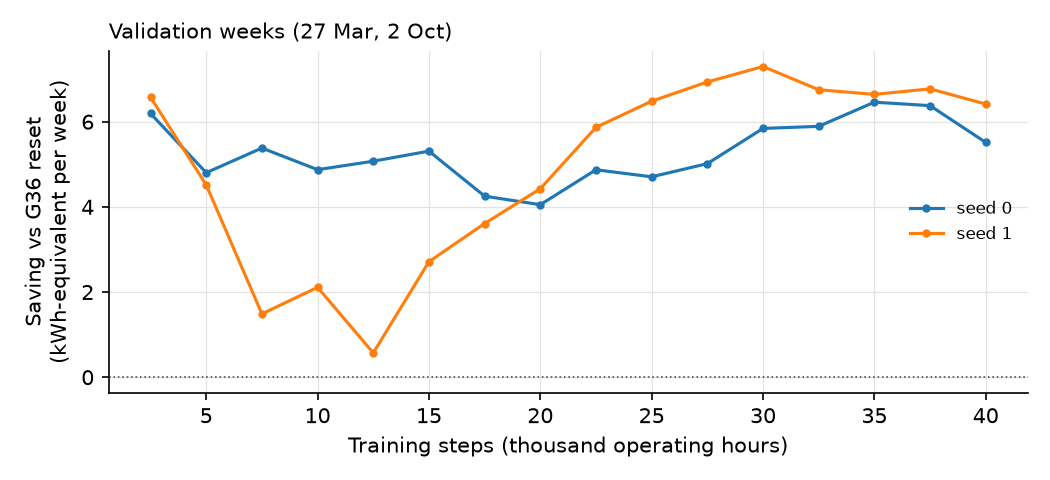 Validation weeks (27 Mar, 2 Oct)
Saving vs G36 reset
(kWh-equivalent per week)
6
4
2
0
seed 0
seed 1
5 10 15 20 25 30 35 40
Training steps (thousand operating hours)